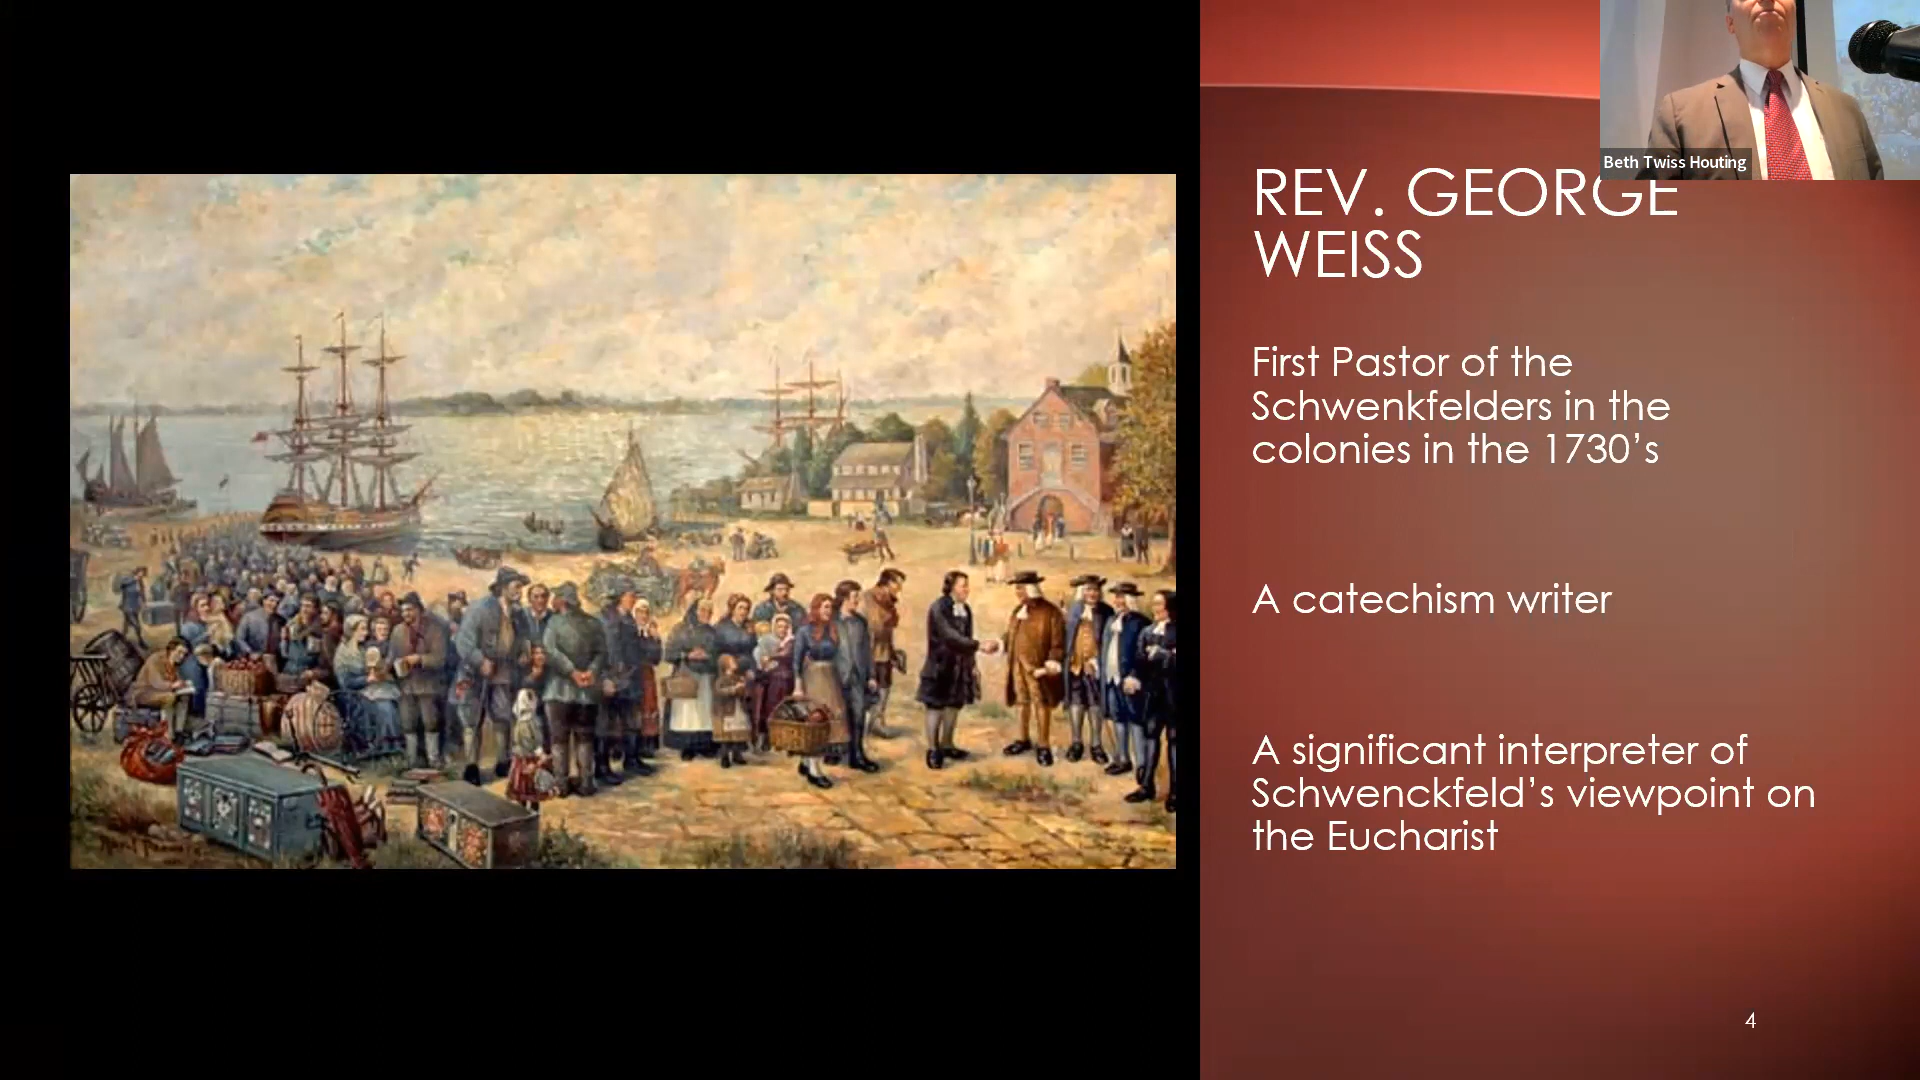 Beth Twiss Houting
REV. GEORGE
WEISS
First Pastor of the
Schwenkfelders in the
colonies in the 1730’s
A catechism writer
A significant interpreter of
Schwenckfeld’s viewpoint on
the Eucharist
4